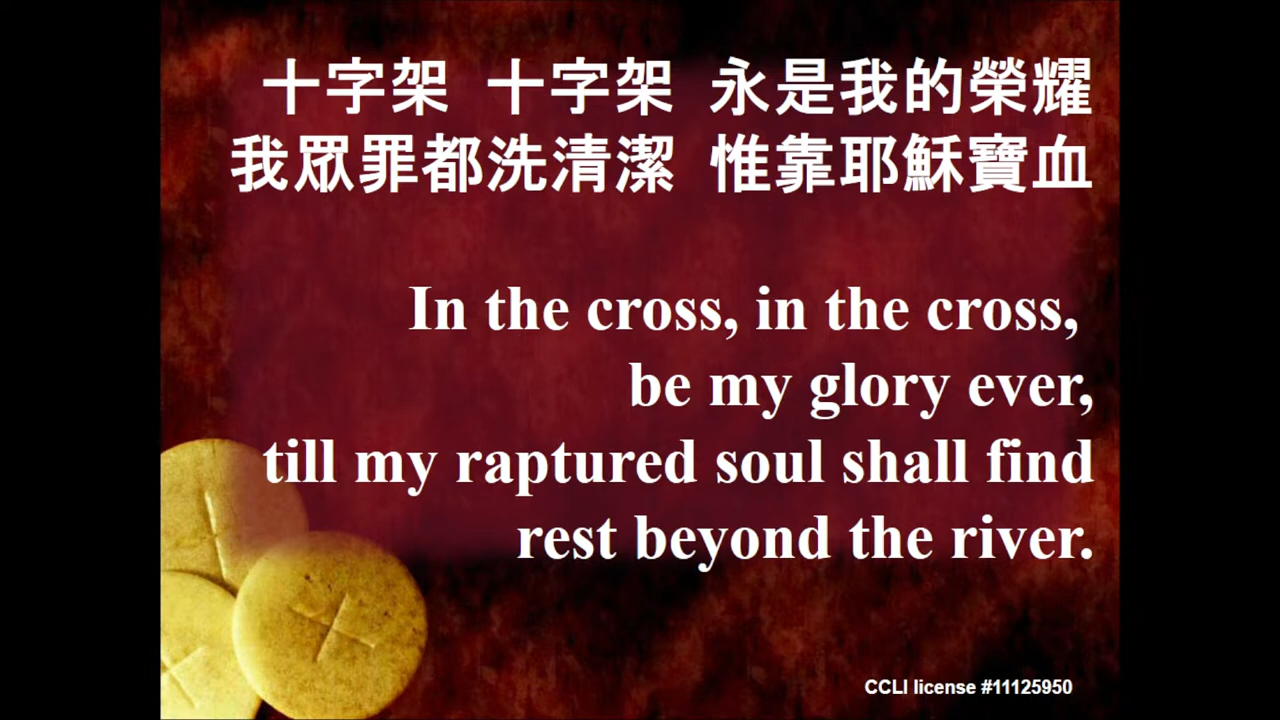 十字架 十字架 永是我的榮耀
我眾罪都洗清潔 惟靠耶穌寶血
In the cross, in the cross,
be my glory ever,
till my raptured soul shall find
rest beyond the river.
CCLI license #11125950